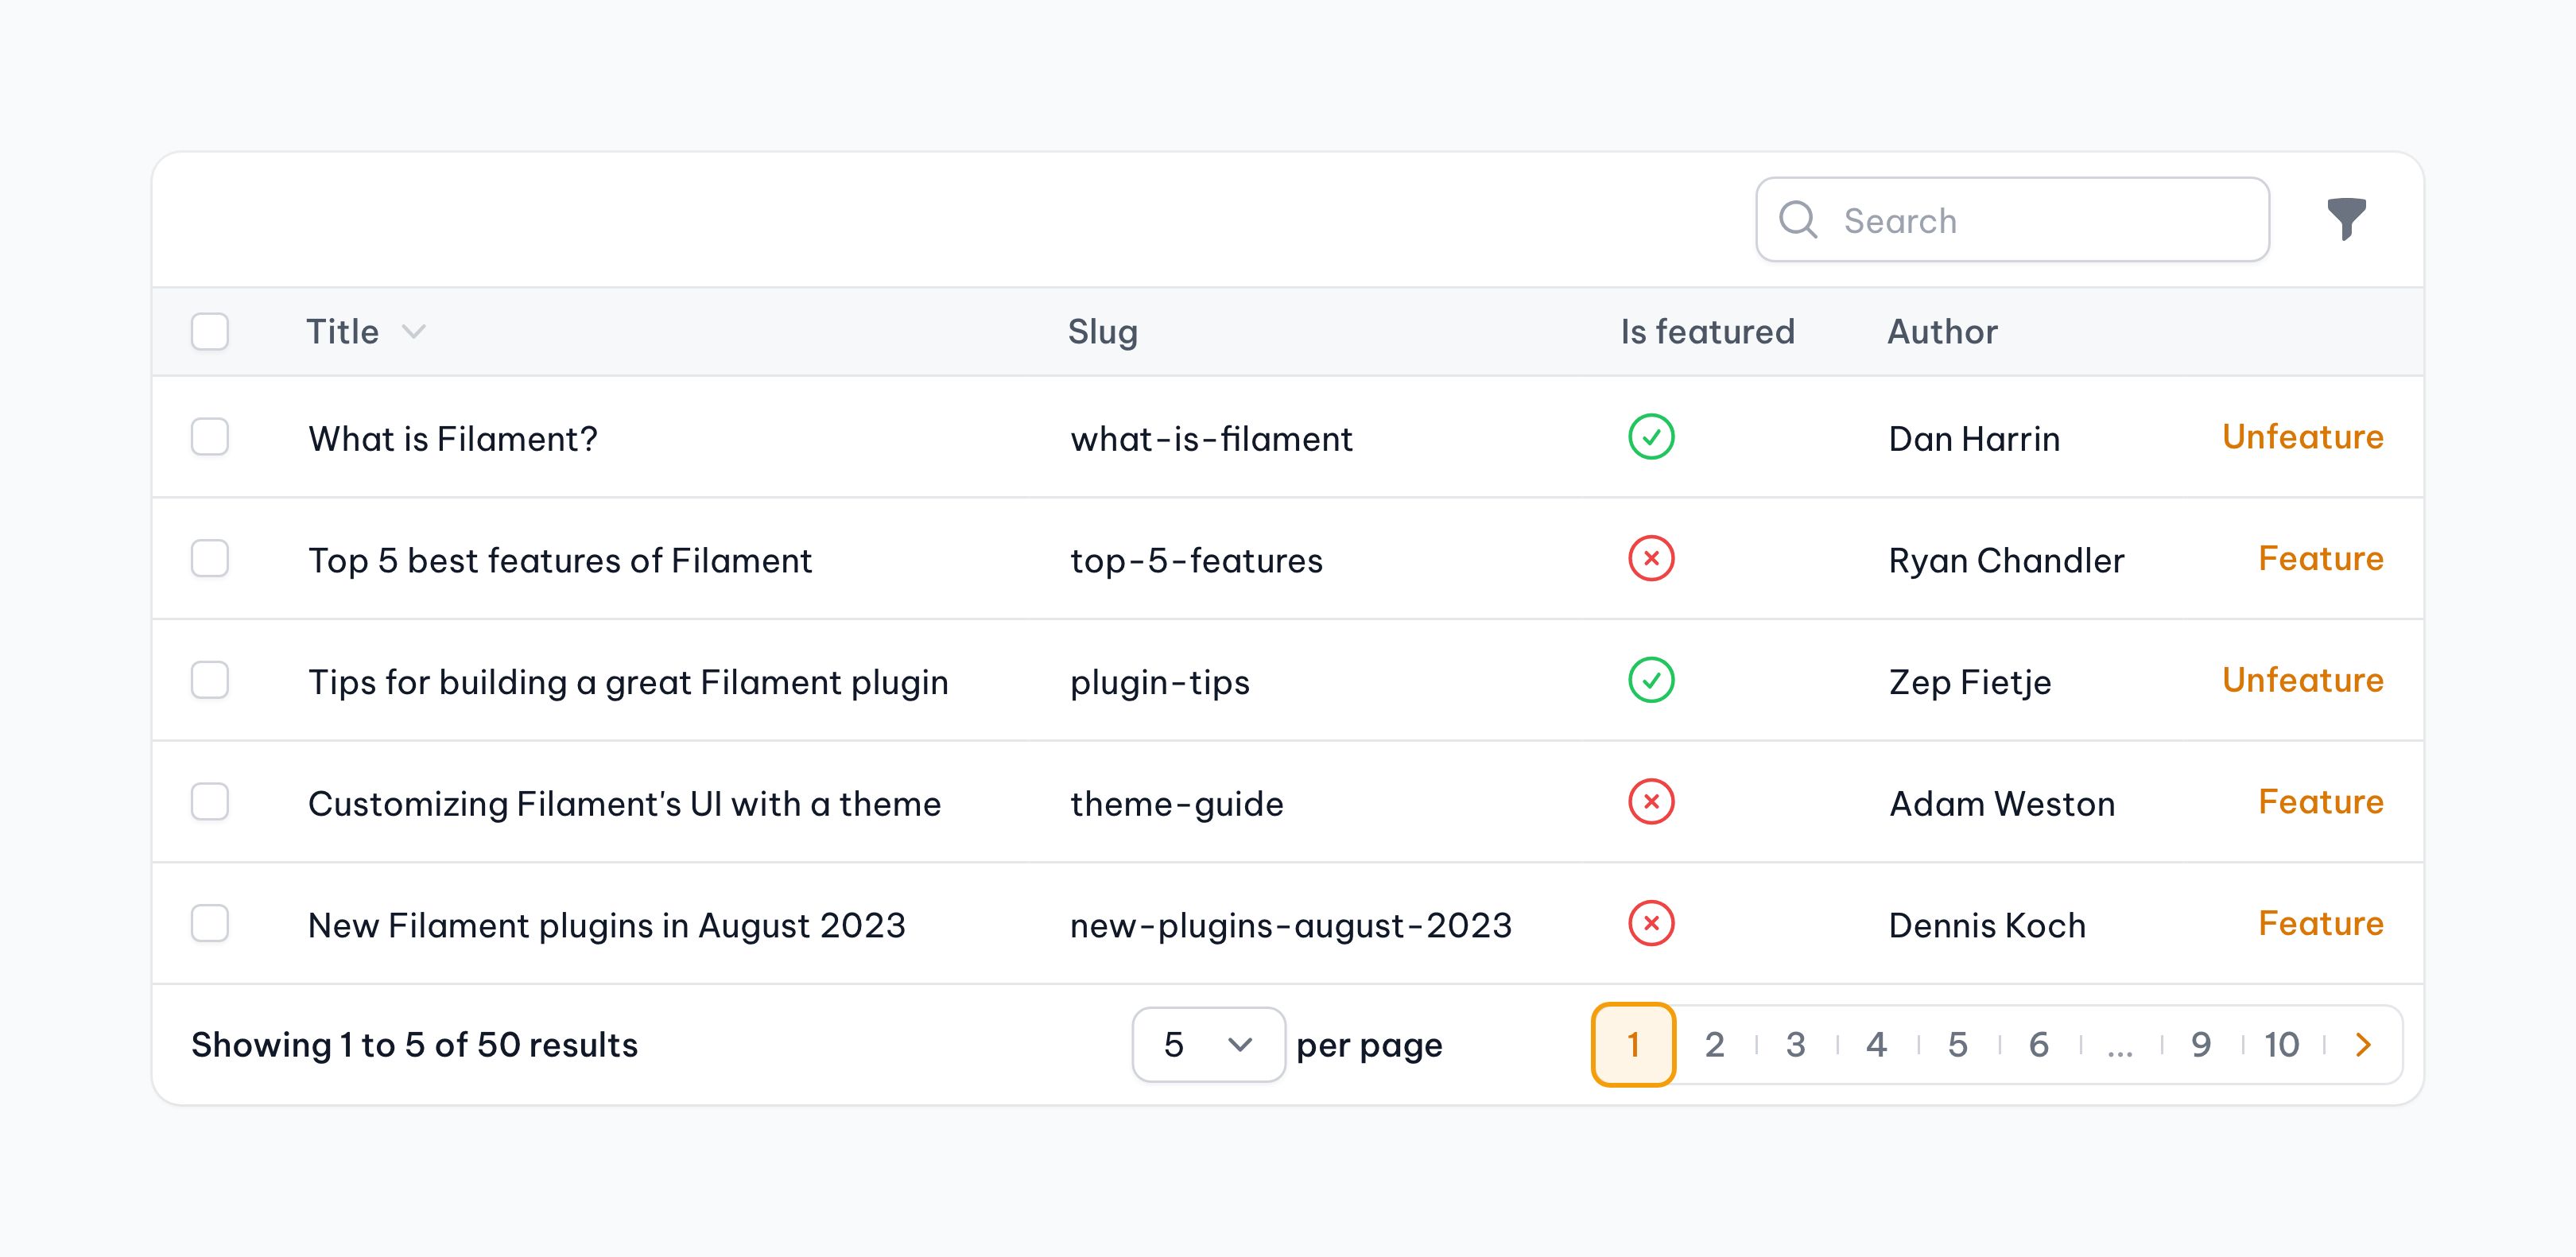 Search
Title Slug Is featured Author
What is Filament? what-is-filament Dan Harrin Unfeature
Top 5 best features of Filament top-5-features Ryan Chandler Feature
Tips for building a great Filament plugin plugin-tips Zep Fietje Unfeature
Customizing Filament's UI with a theme theme-guide Adam Weston Feature
New Filament plugins in August 2023 new-plugins-august-2023 Dennis Koch Feature
Showing 1 to 5 of 50 results 5 per page 1 2 3 4 5 6 ... 9 10